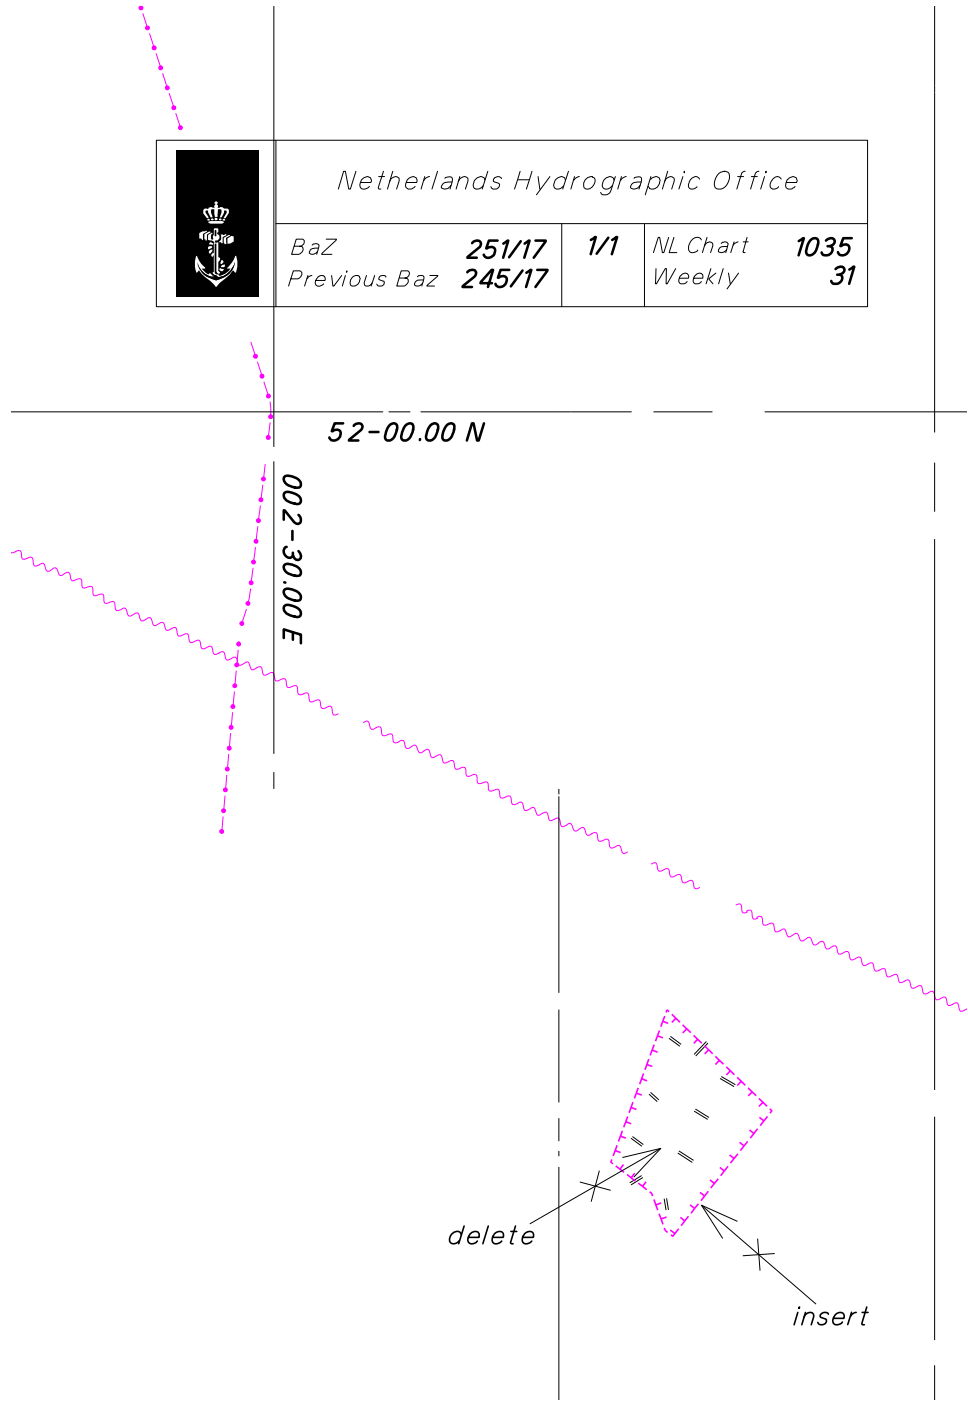 Netherlands Hydrographic Office
BaZ 251/17 1/1 NL Chart 1035
Previous Baz 245/17 Weekly 31
52-00.00 N
002-30.00 E
delete
insert